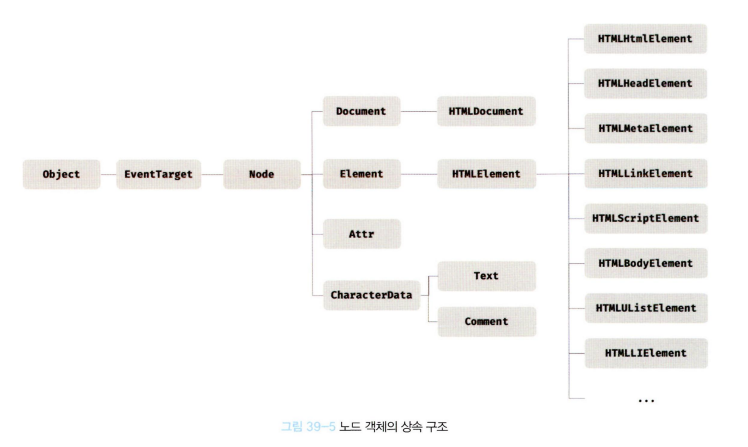 HTMLHtmlElement
HTMLHeadElement
Document HTMLDocument HTMLMetaElement
Object EventTarget Node Element HTMLElement HTMLLinkElement
HTMLScriptElement
Attr
HTMLBodyElement
Text
CharacterData
HTMLUListElement
Comment
HTMLLIElement
...
그림 39-5 노드 객체의 상속 구조